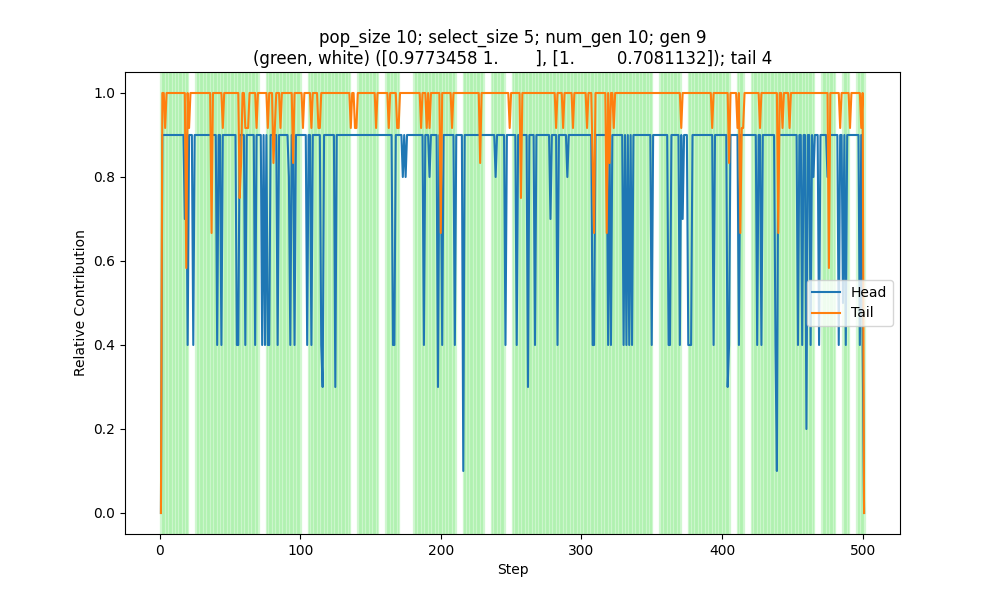 pop_size 10; select_size 5; num_gen 10; gen 9
(green, white) ([0.9773458 1.       ], [1.        0.7081132]); tail 4
Relative Contribution
1.0
0.8
0.6
0.4
0.2
0.0
Head
Tail
0
100
200
300
400
500
Step